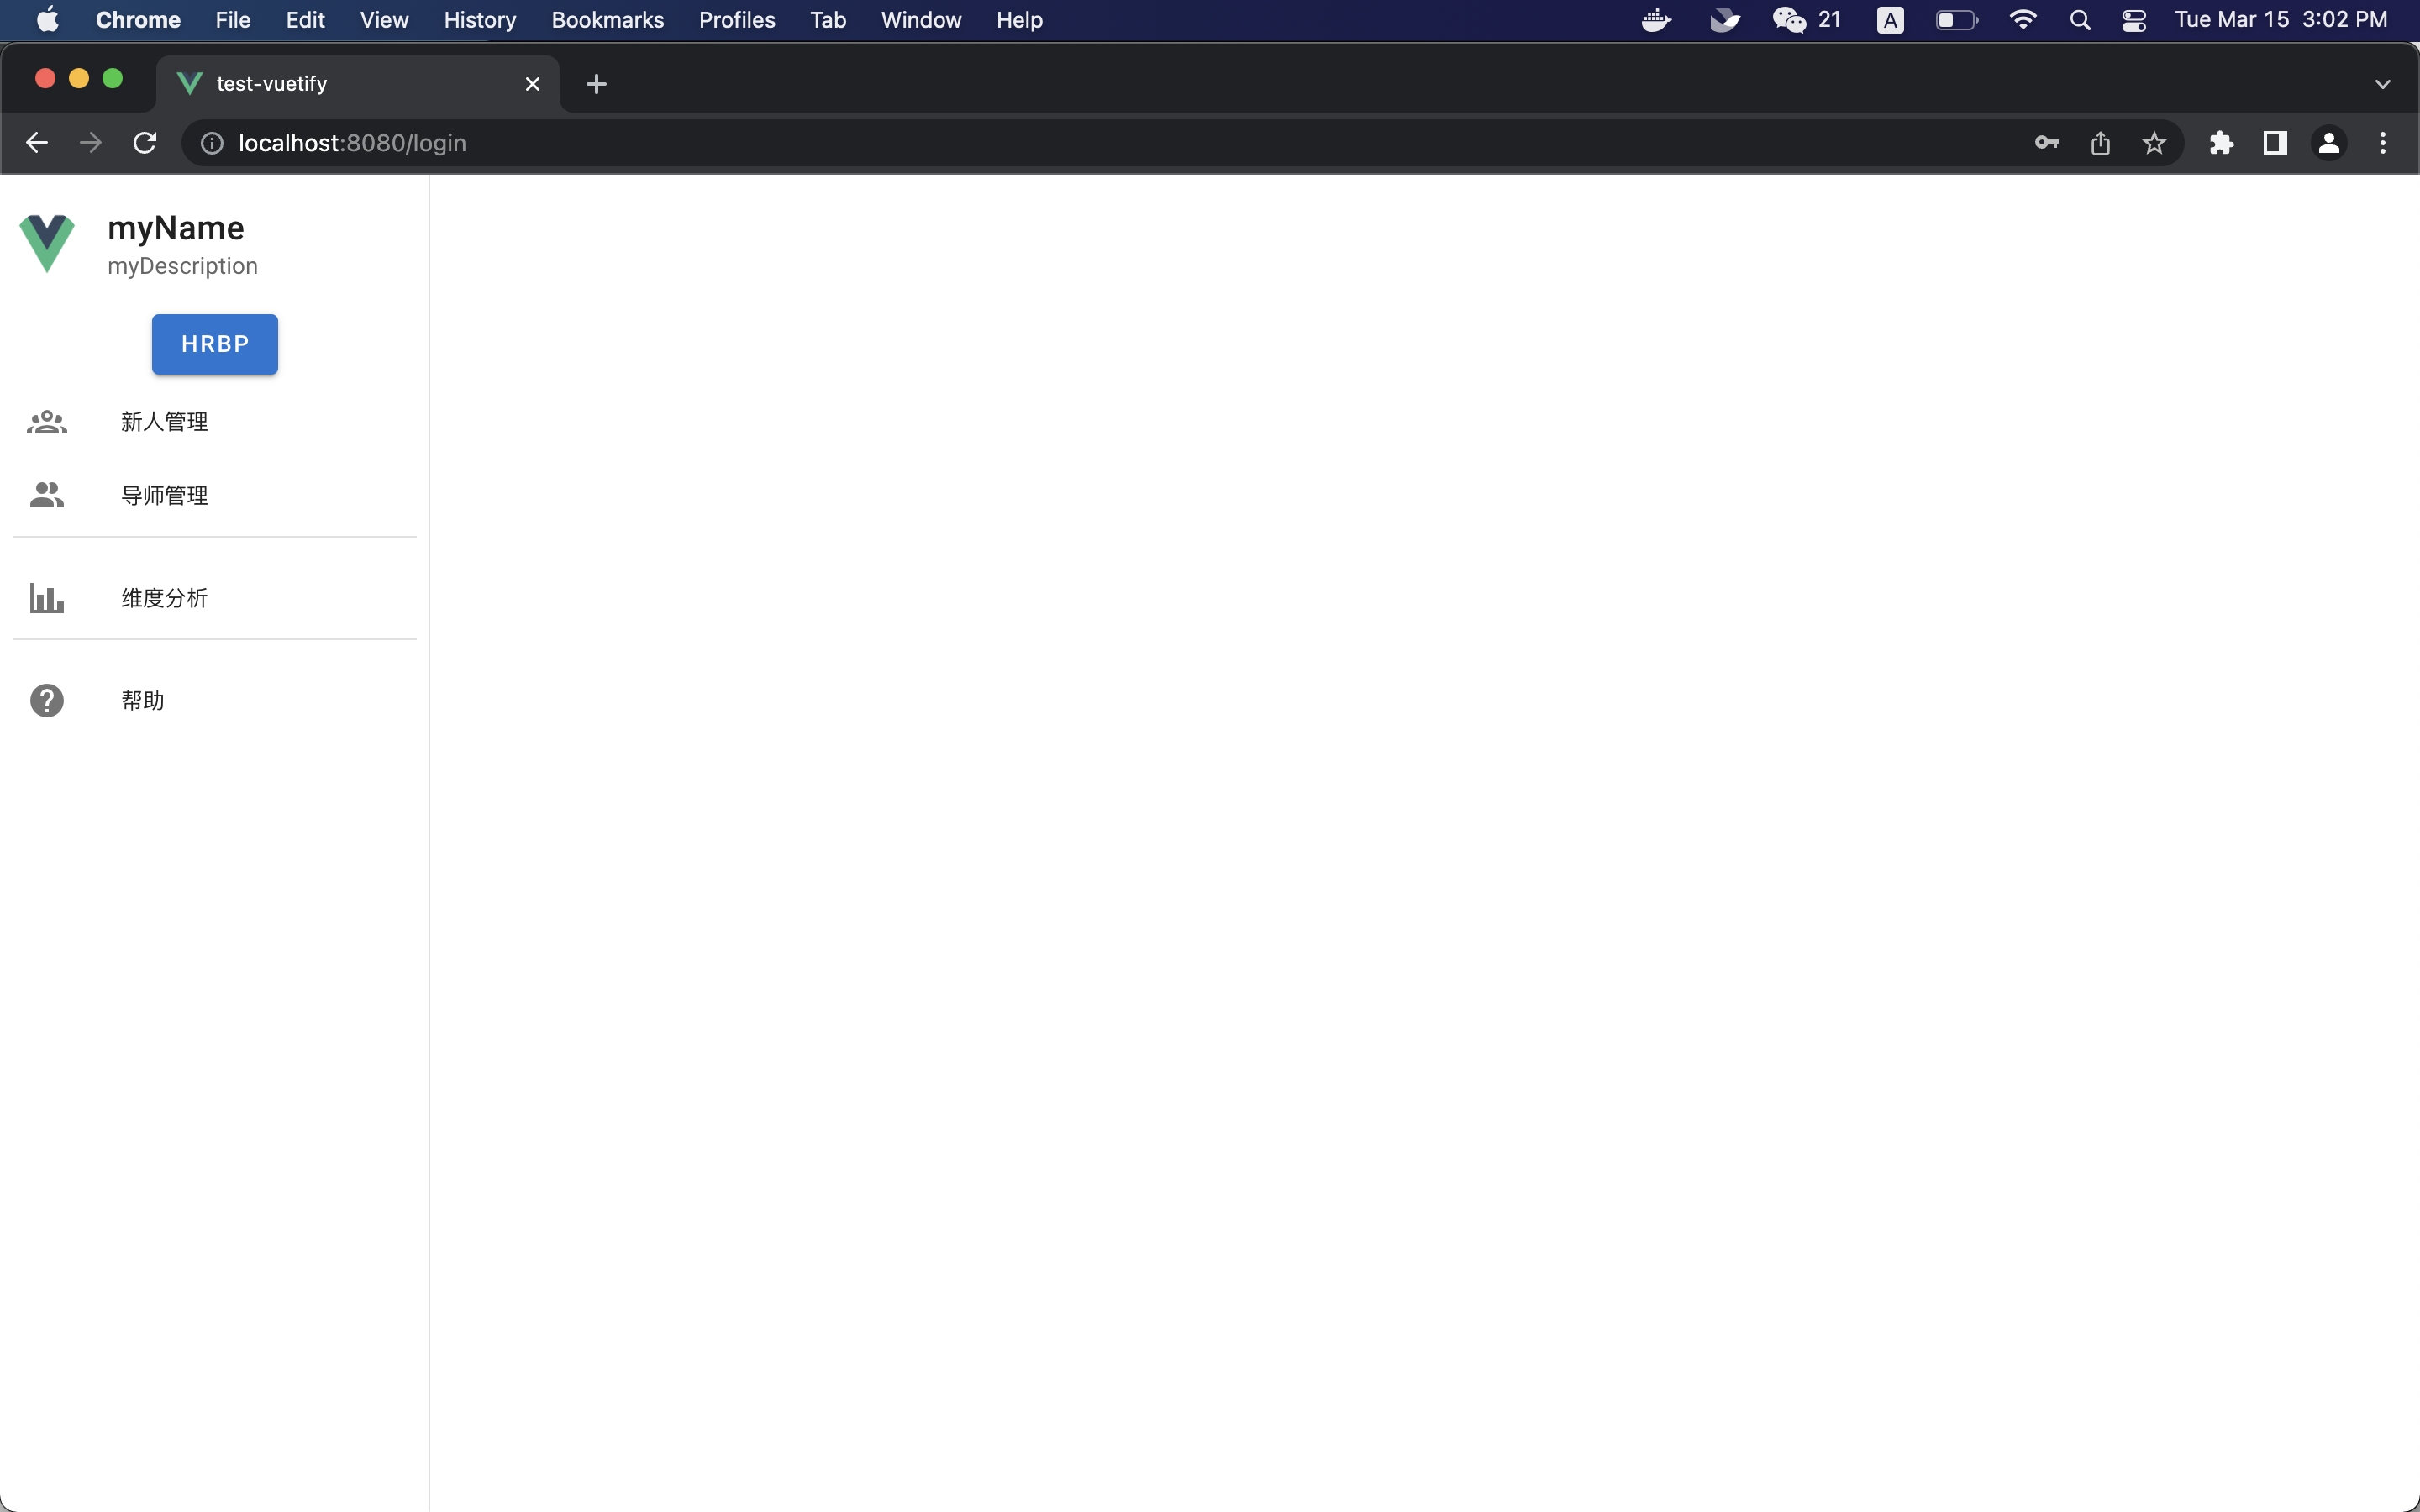 Chrome File Edit View History Bookmarks Profiles Tab Window Help 21 A Tue Mar 15 3:02 PM
test-vuetify
localhost:8080/login
myName
myDescription
HRBP
新人管理
导师管理
维度分析
帮助